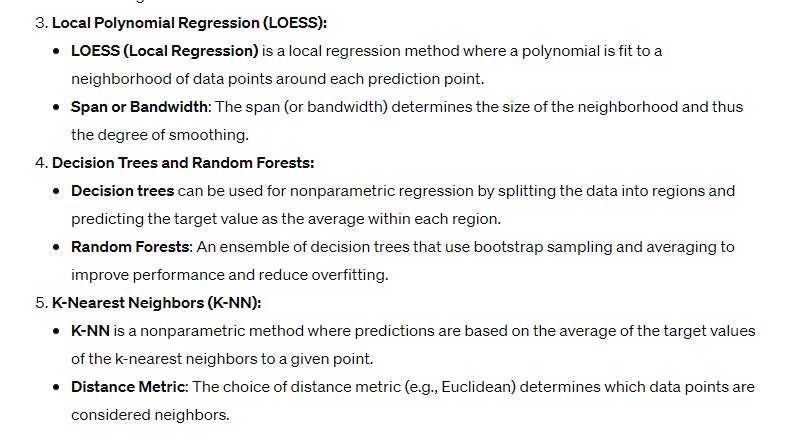 3. Local Polynomial Regression (LOESS):
• LOESS (Local Regression) is a local regression method where a polynomial is fit to a
neighborhood of data points around each prediction point.
• Span or Bandwidth: The span (or bandwidth) determines the size of the neighborhood and thus
the degree of smoothing.
4. Decision Trees and Random Forests:
• Decision trees can be used for nonparametric regression by splitting the data into regions and
predicting the target value as the average within each region.
• Random Forests: An ensemble of decision trees that use bootstrap sampling and averaging to
improve performance and reduce overfitting.
5. K-Nearest Neighbors (K-NN):
• K-NN is a nonparametric method where predictions are based on the average of the target values
of the k-nearest neighbors to a given point.
• Distance Metric: The choice of distance metric (e.g., Euclidean) determines which data points are
considered neighbors.